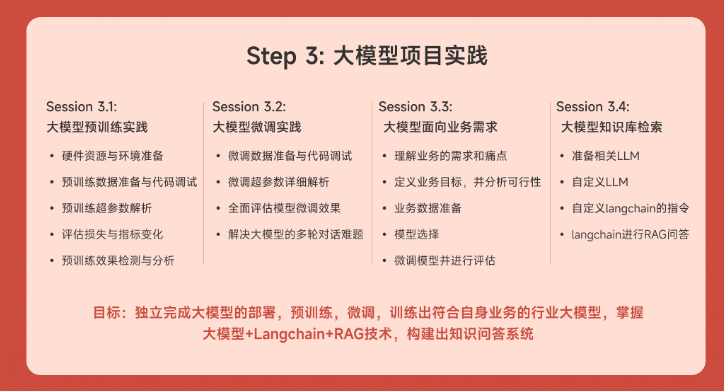 Step 3: 大模型项目实践
Session 3.1:
大模型预训练实践
• 硬件资源与环境准备
• 预训练数据准备与代码调试
• 预训练超参数解析
• 评估损失与指标变化
• 预训练效果检测与分析
Session 3.2:
大模型微调实践
• 微调数据准备与代码调试
• 微调超参数详细解析
• 全面评估模型微调效果
• 解决大模型的多轮对话难题
Session 3.3:
大模型面向业务需求
• 理解业务的需求和痛点
• 定义业务目标，并分析可行性
• 业务数据准备
• 模型选择
• 微调模型并进行评估
Session 3.4:
大模型知识库检索
• 准备相关LLM
• 自定义LLM
• 自定义langchain的指令
• langchain进行RAG问答
目标：独立完成大模型的部署，预训练，微调，训练出符合自身业务的行业大模型，掌握
大模型+Langchain+RAG技术，构建出知识问答系统